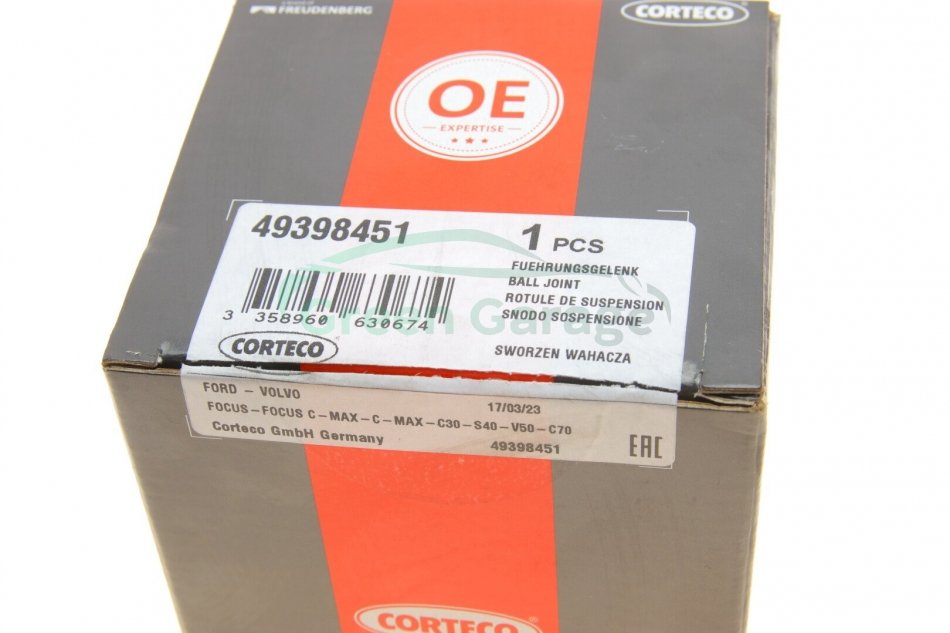 FREUDENBERG
CORTECO
OE
EXPERTISE
49398451
1 PCS
FUEHRUNGSGELENK
BALL JOINT
ROTULE DE SUSPENSION
SNODO SOSPENSIONE
SWORZEN WAHACZA
3 358960 630674
Green Garage
CORTECO
FORD - VOLVO
17/03/23
FOCUS-FOCUS C-MAX-C-MAX-C30-S40-V50-C70
Corteco GmbH Germany
49398451
EAC
CORTECO